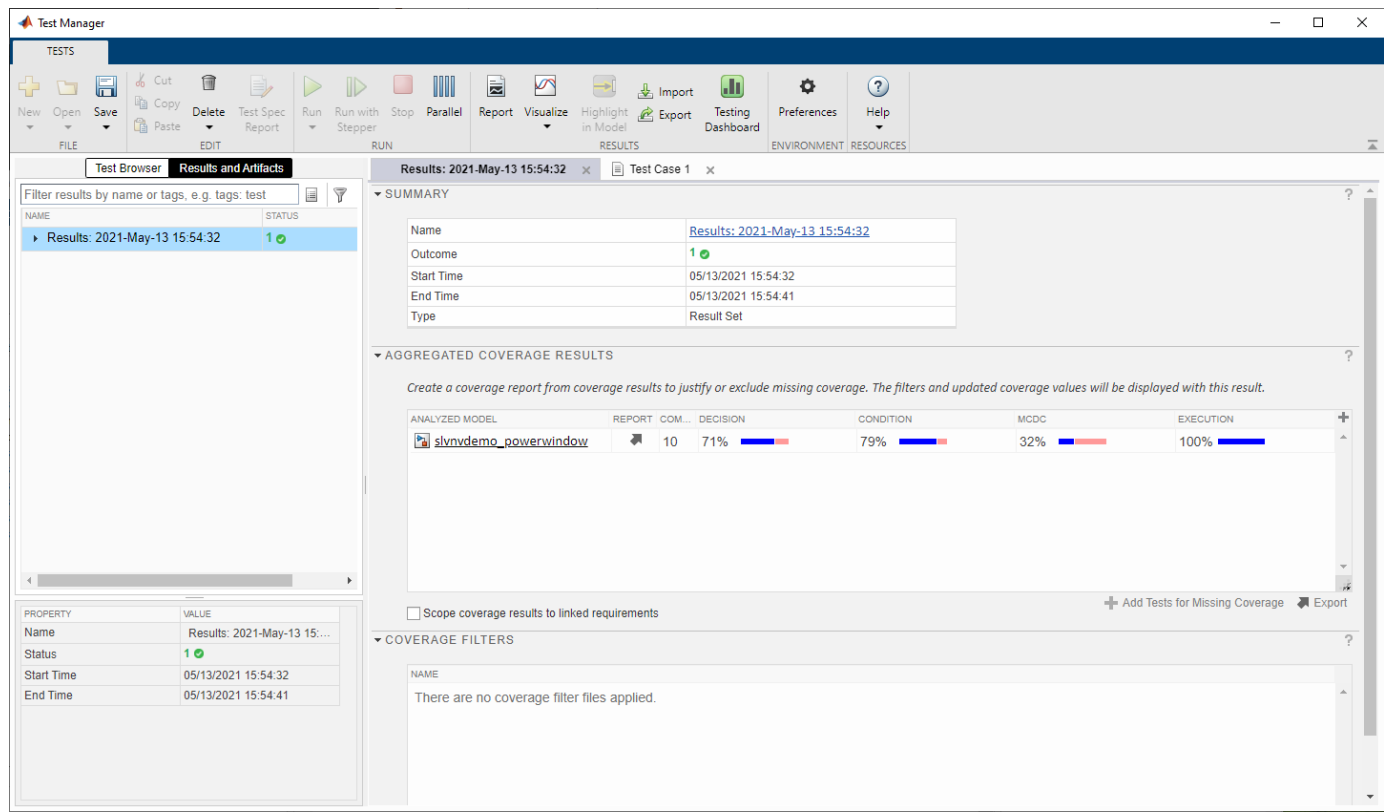 Test Manager
TESTS
New
Open
Save
Cut
Copy
Paste
Delete
Test Spec
Report
Run
Run with
Stepper
Stop
Parallel
Report
Visualize
Highlight
in Model
Import
Export
Testing
Dashboard
Preferences
Help
FILE
EDIT
RUN
RESULTS
ENVIRONMENT
RESOURCES
Test Browser
Results and Artifacts
Filter results by name or tags, e.g. tags: test
NAME STATUS
Results: 2021-May-13 15:54:32 1
PROPERTY VALUE
Name Results: 2021-May-13 15:...
Status 1
Start Time 05/13/2021 15:54:32
End Time 05/13/2021 15:54:41
Results: 2021-May-13 15:54:32 Test Case 1
SUMMARY ?
Name Results: 2021-May-13 15:54:32
Outcome 1
Start Time 05/13/2021 15:54:32
End Time 05/13/2021 15:54:41
Type Result Set
AGGREGATED COVERAGE RESULTS ?
Create a coverage report from coverage results to justify or exclude missing coverage. The filters and updated coverage values will be displayed with this result.
ANALYZED MODEL REPORT COM... DECISION CONDITION MCDC EXECUTION
slvnvdemo_powerwindow 10 71% 79% 32% 100%
Add Tests for Missing Coverage Export
Scope coverage results to linked requirements
COVERAGE FILTERS ?
NAME
There are no coverage filter files applied.